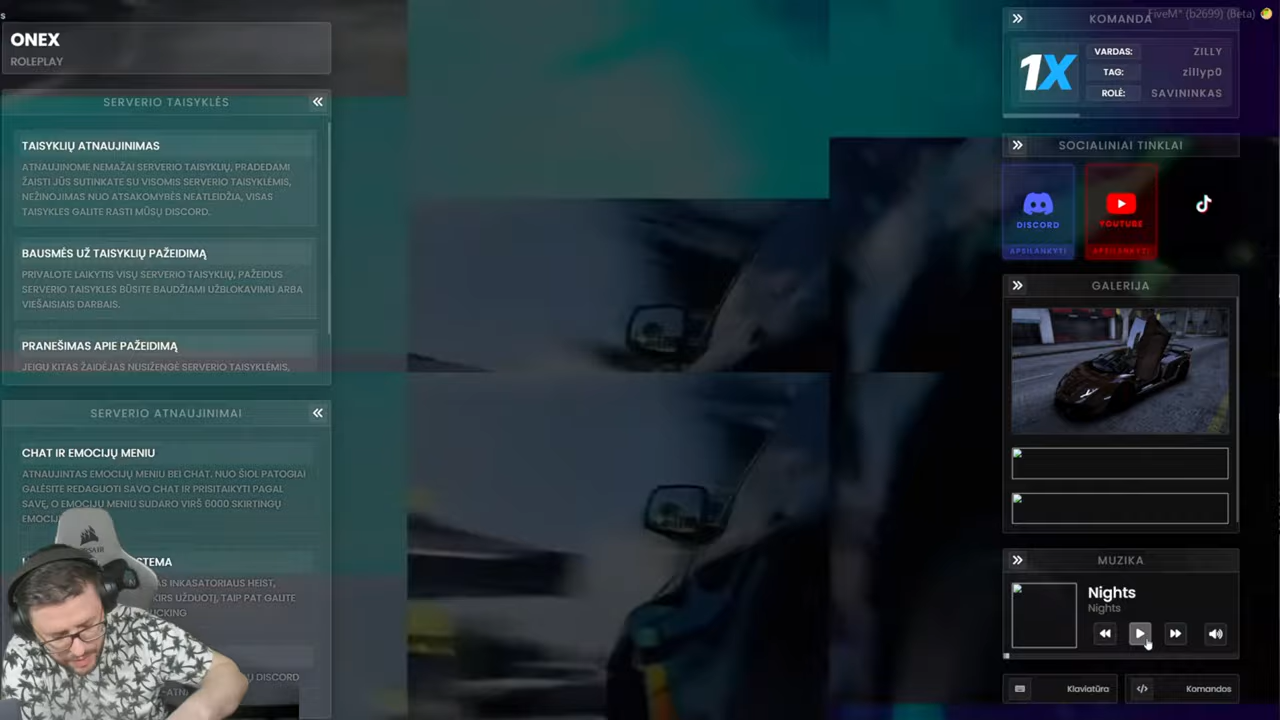 ONEX
ROLEPLAY
SERVERIO TAISYKLĖS
TAISYKLIŲ ATNAUJINIMAS
ATNAUJINOME NEMAŽAI SERVERIO TAISYKLIŲ, PRADEDAMI
ŽAISTI JŪS SUTINKATE SU VISOMIS SERVERIO TAISYKLĖMIS,
NEŽINOJIMAS NUO ATSAKOMYBĖS NEATLEIDŽIA, VISAS
TAISYKLES GALITE RASTI MŪSŲ DISCORD.
BAUSMĖS UŽ TAISYKLIŲ PAŽEIDIMĄ
PRIVALOTE LAIKYTIS VISŲ SERVERIO TAISYKLIŲ, PAŽEIDUS
SERVERIO TAISYKLES BŪSITE BAUDŽIAMI UŽBLOKAVIMU ARBA
VIEŠAISIAIS DARBAIS.
PRANEŠIMAS APIE PAŽEIDIMĄ
JEIGU KITAS ŽAIDĖJAS NUSIŽENGĖ SERVERIO TAISYKLĖMIS,
SERVERIO ATNAUJINIMAI
CHAT IR EMOCIJŲ MENIU
ATNAUJINTAS EMOCIJŲ MENIU BEI CHAT. NUO ŠIOL PATOGIAI
GALĖSITE REDAGUOTI SAVO CHAT IR PRISITAIKYTI PAGAL
SAVĘ, O EMOCIJŲ MENIU SUDARO VIRŠ 6000 SKIRTINGŲ
INKASATORIAUS HEIST,
UŽDUOTĮ, TAIP PAT GAUTE
DISCORD
FiveM* (b2699) (Beta)
KOMANDA
1X
VARDAS: ZILLY
TAG: zillyp0
ROLĖ: SAVININKAS
SOCIALINIAI TINKLAI
DISCORD
APSILANKYTI
YOUTUBE
APSILANKYTI
GALERIJA
MUZIKA
Nights
Nights
Klaviatūra
Komandos